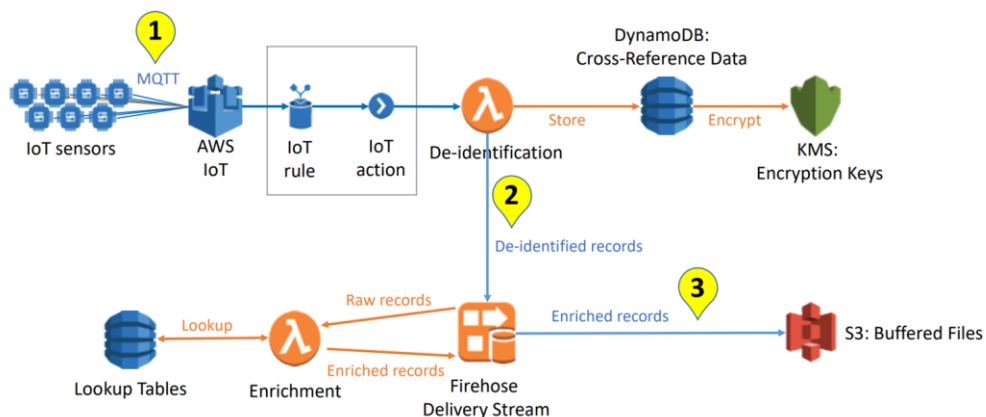 1
MQTT
IoT sensors
AWS
IoT
IoT
rule
IoT
action
De-identification
Store
DynamoDB:
Cross-Reference Data
Encrypt
KMS:
Encryption Keys
2
De-identified records
3
Raw records
Enriched records
Lookup
Enriched records
Lookup Tables
Enrichment
Firehose
Delivery Stream
S3: Buffered Files